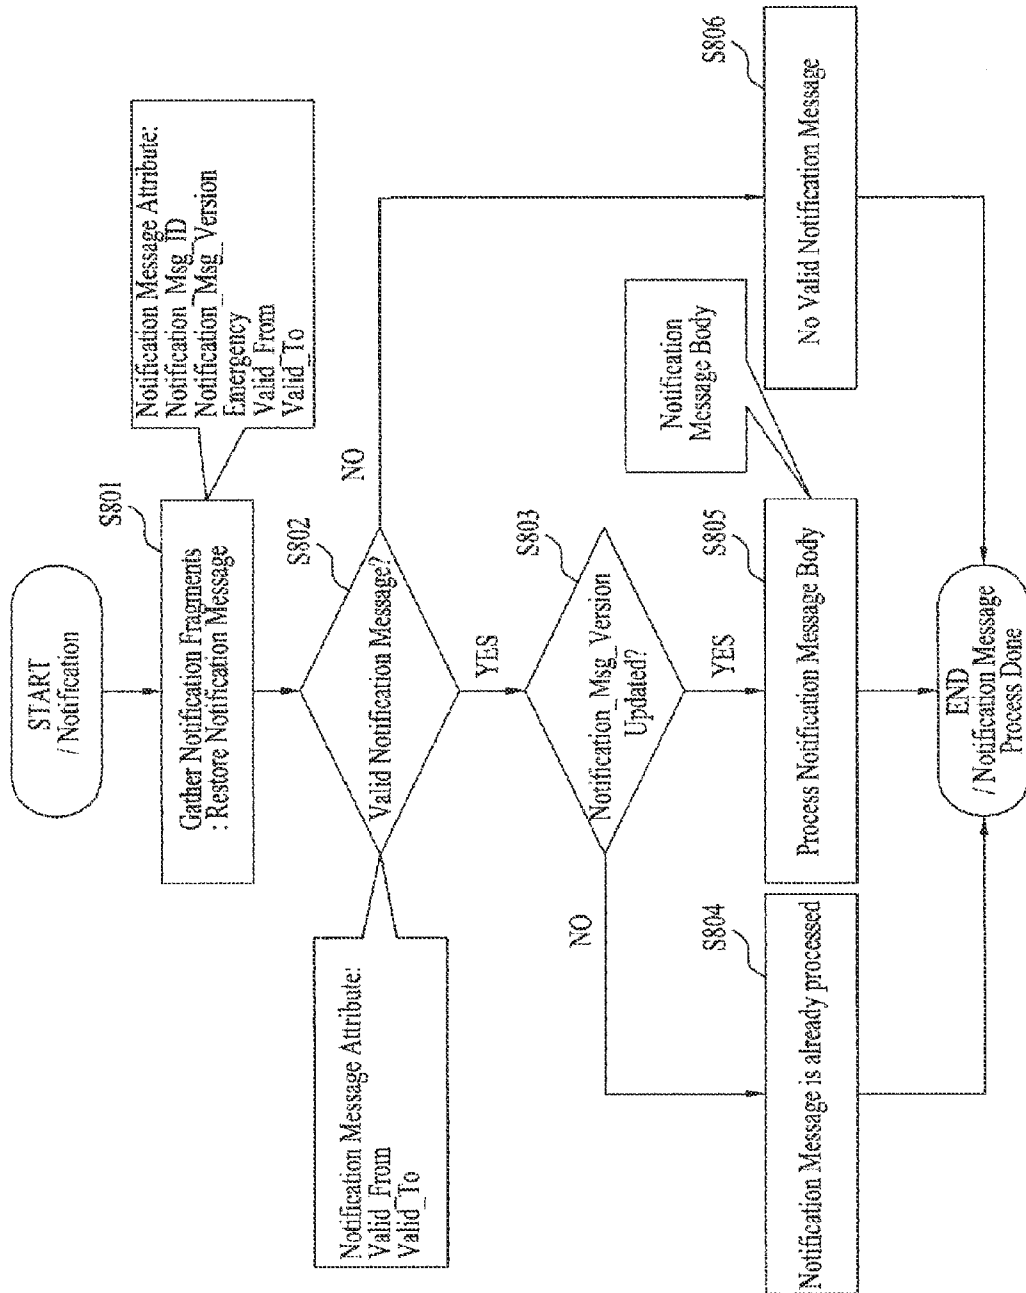 START
/ Notification
S801
Gather Notification Fragments
: Restore Notification Message
Notification Message Attribute:
Notification_Msg_ID
Notification_Msg_Version
Emergency
Valid_From
Valid_To
S802
Valid Notification Message?
NO
YES
Notification Message Attribute:
Valid_From
Valid_To
S803
Notification_Msg_Version
Updated?
NO
YES
S804
Notification Message is already processed
S805
Process Notification Message Body
Notification
Message Body
S806
No Valid Notification Message
END
/ Notification Message
Process Done